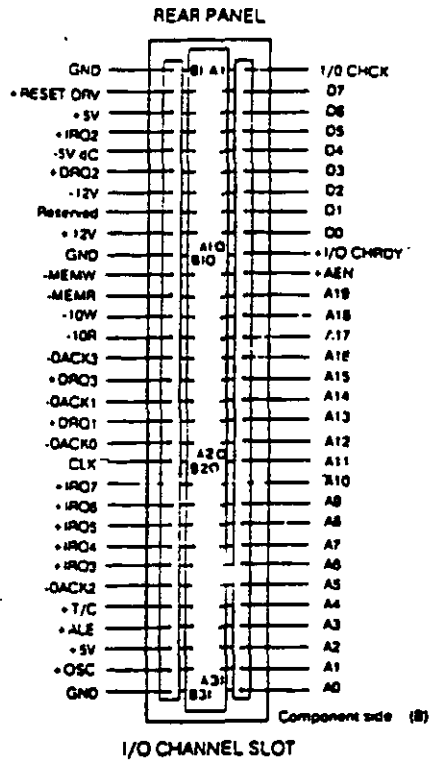 REAR PANEL
GND B1 A1 I/O CHCK
+RESET DRV D7
+5V D6
+IRQ2 D5
-5V dC D4
+DRQ2 D3
-12V D2
Reserved D1
+12V D0
GND A10 B10 +I/O CHRDY
-MEMW +AEN
-MEMR A19
-10W A18
-10R A17
-DACK3 A16
+DRQ3 A15
-DACK1 A14
+DRQ1 A13
-DACK0 A12
CLK A20 B20 A11
+IRQ7 A10
+IRQ6 A9
+IRQ5 A8
+IRQ4 A7
+IRQ3 A6
-DACK2 A5
+T/C A4
+ALE A3
+5V A2
+OSC A1
GND A31 B31 A0
Component side (B)
I/O CHANNEL SLOT